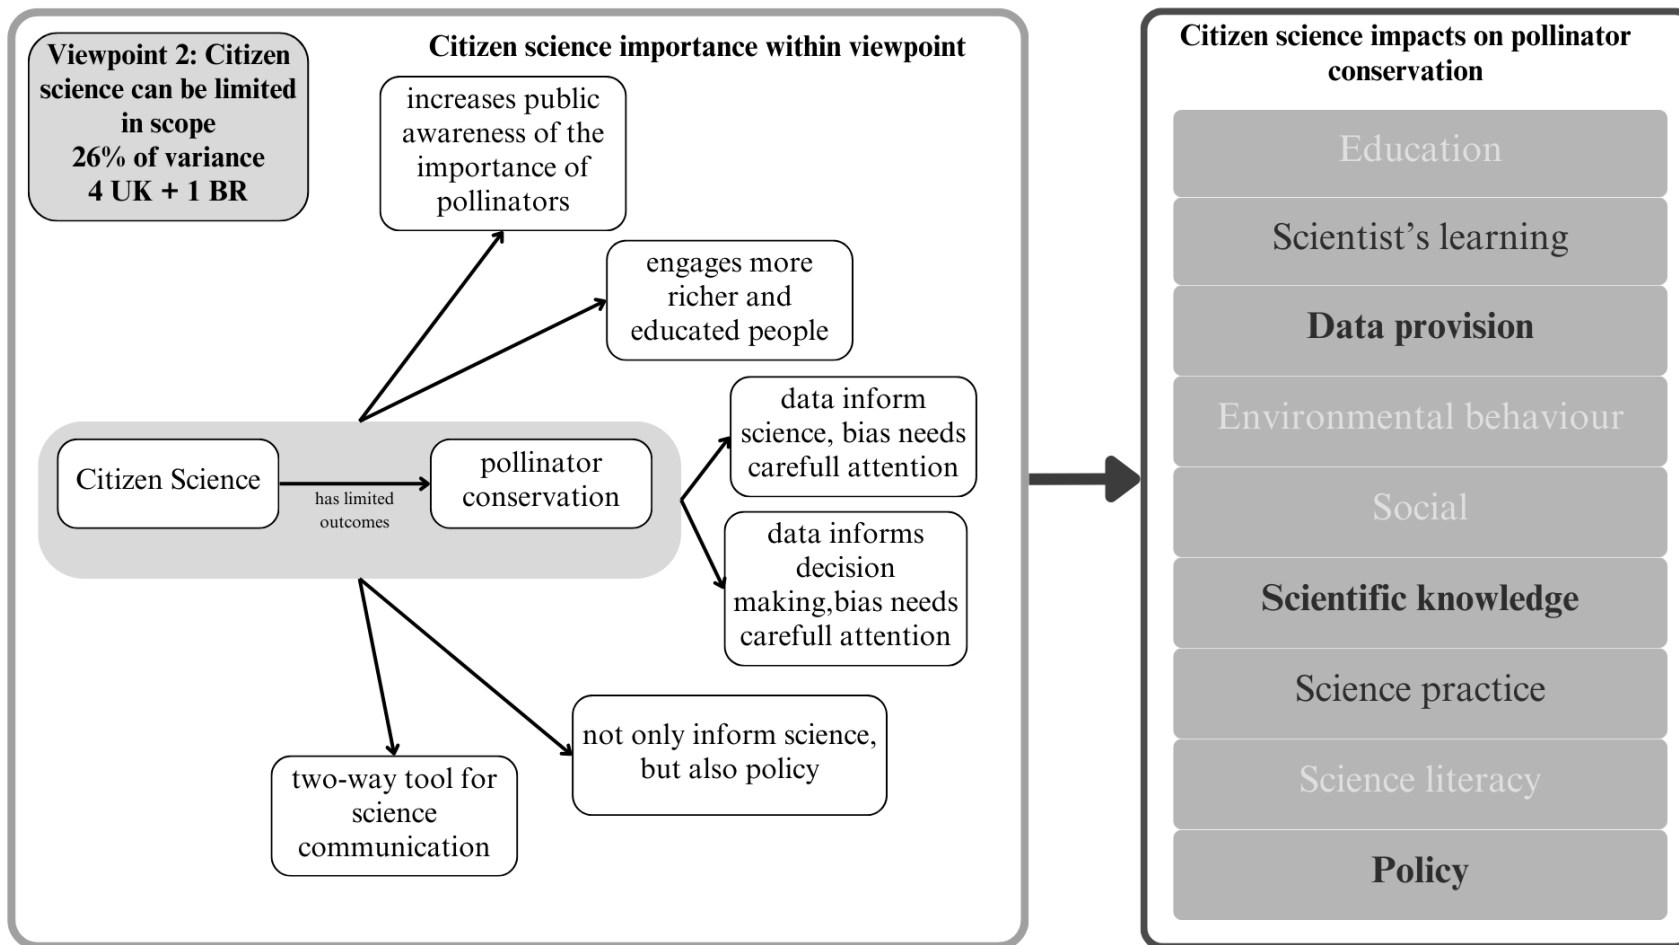 Viewpoint 2: Citizen
science can be limited
in scope
26% of variance
4 UK + 1 BR
Citizen science importance within viewpoint
increases public
awareness of the
importance of
pollinators
engages more
richer and
educated people
data inform
science, bias needs
carefull attention
Citizen Science
has limited
outcomes
pollinator
conservation
data informs
decision
making,bias needs
carefull attention
not only inform science,
but also policy
two-way tool for
science
communication
Citizen science impacts on pollinator
conservation
Education
Scientist’s learning
Data provision
Environmental behaviour
Social
Scientific knowledge
Science practice
Science literacy
Policy